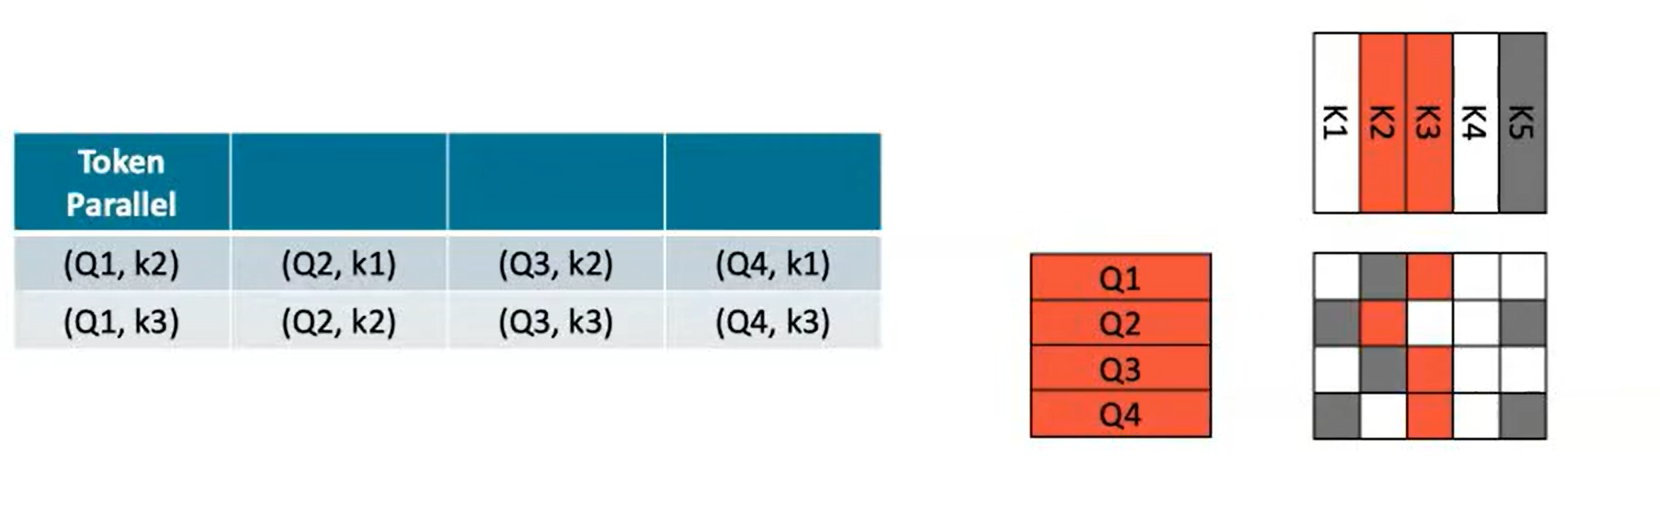 Token
Parallel
(Q1, k2) (Q2, k1) (Q3, k2) (Q4, k1)
(Q1, k3) (Q2, k2) (Q3, k3) (Q4, k3)
K1 K2 K3 K4 K5
Q1
Q2
Q3
Q4